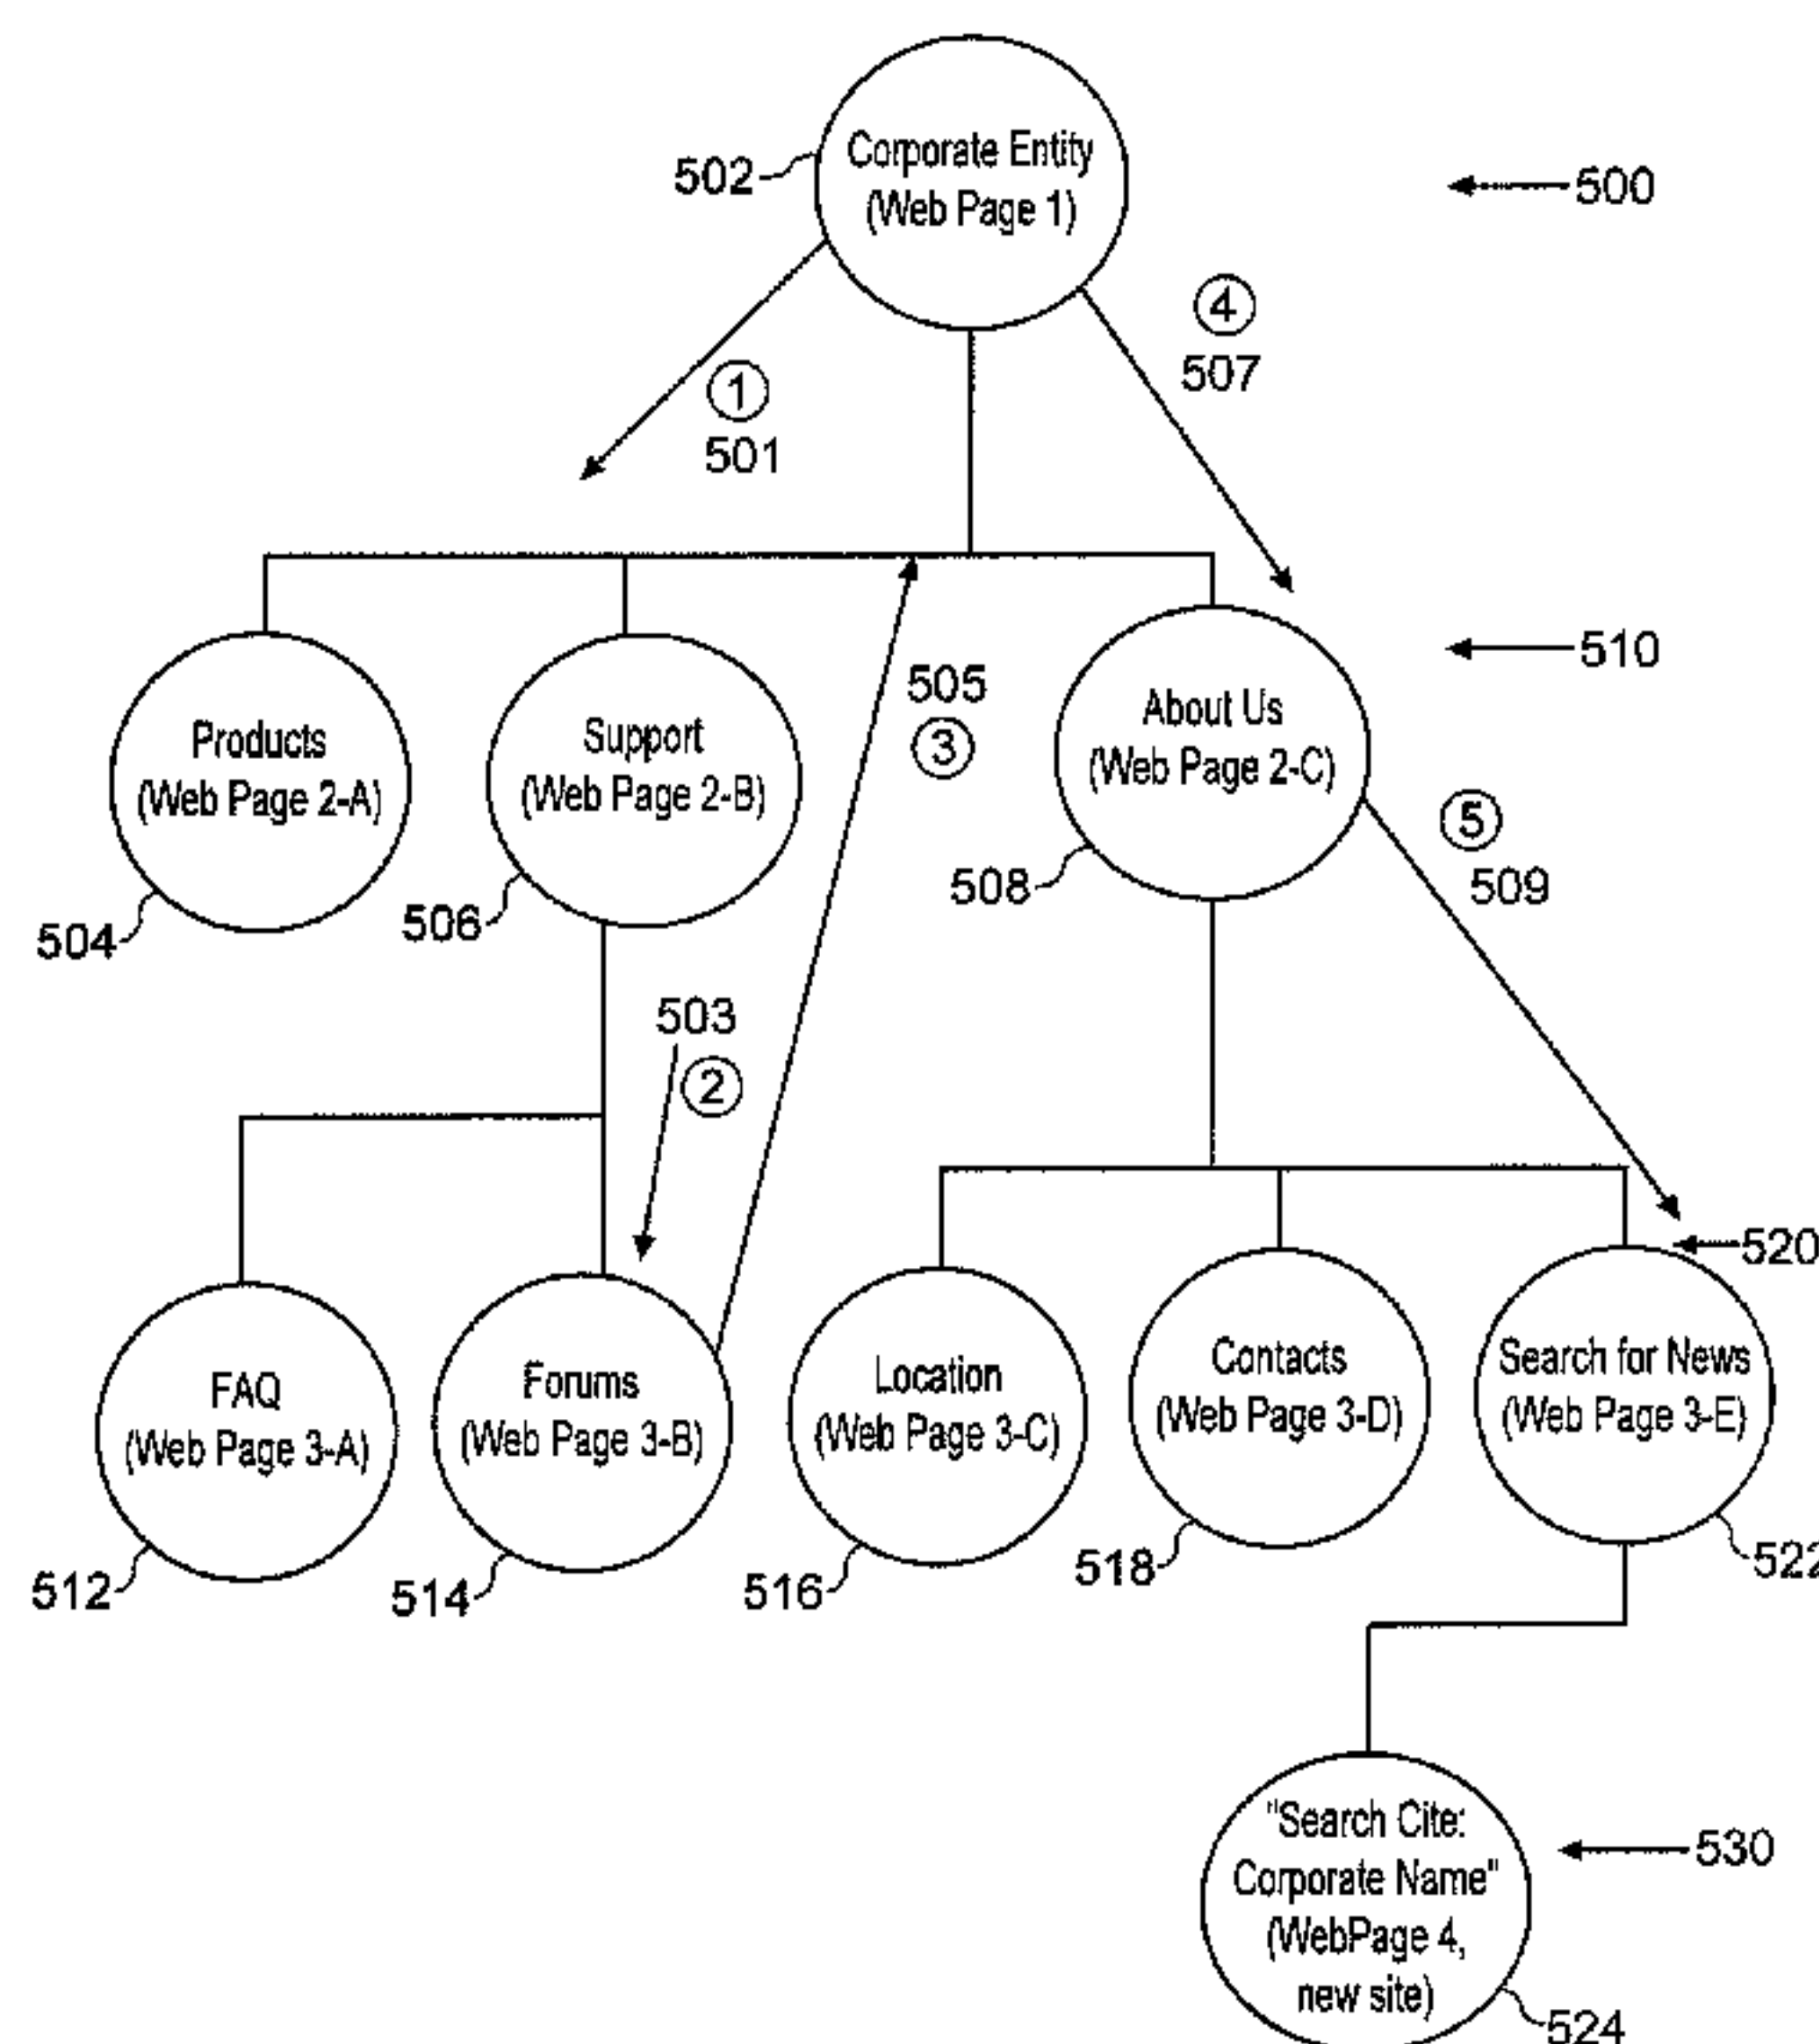 Corporate Entity
(Web Page 1)
502
500
4
507
1
501
505
3
510
Products
(Web Page 2-A)
Support
(Web Page 2-B)
About Us
(Web Page 2-C)
5
509
504
506
508
503
2
520
FAQ
(Web Page 3-A)
Forums
(Web Page 3-B)
Location
(Web Page 3-C)
Contacts
(Web Page 3-D)
Search for News
(Web Page 3-E)
512
514
516
518
522
"Search Cite:
Corporate Name"
(WebPage 4,
new site)
530
524